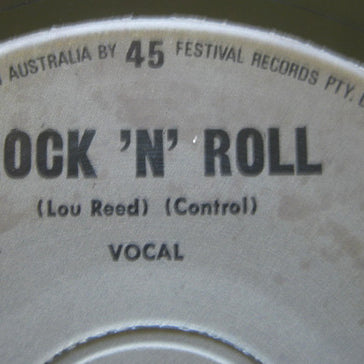 AUSTRALIA BY 45 FESTIVAL RECORDS PTY.
OCK 'N' ROLL
(Lou Reed) (Control)
VOCAL